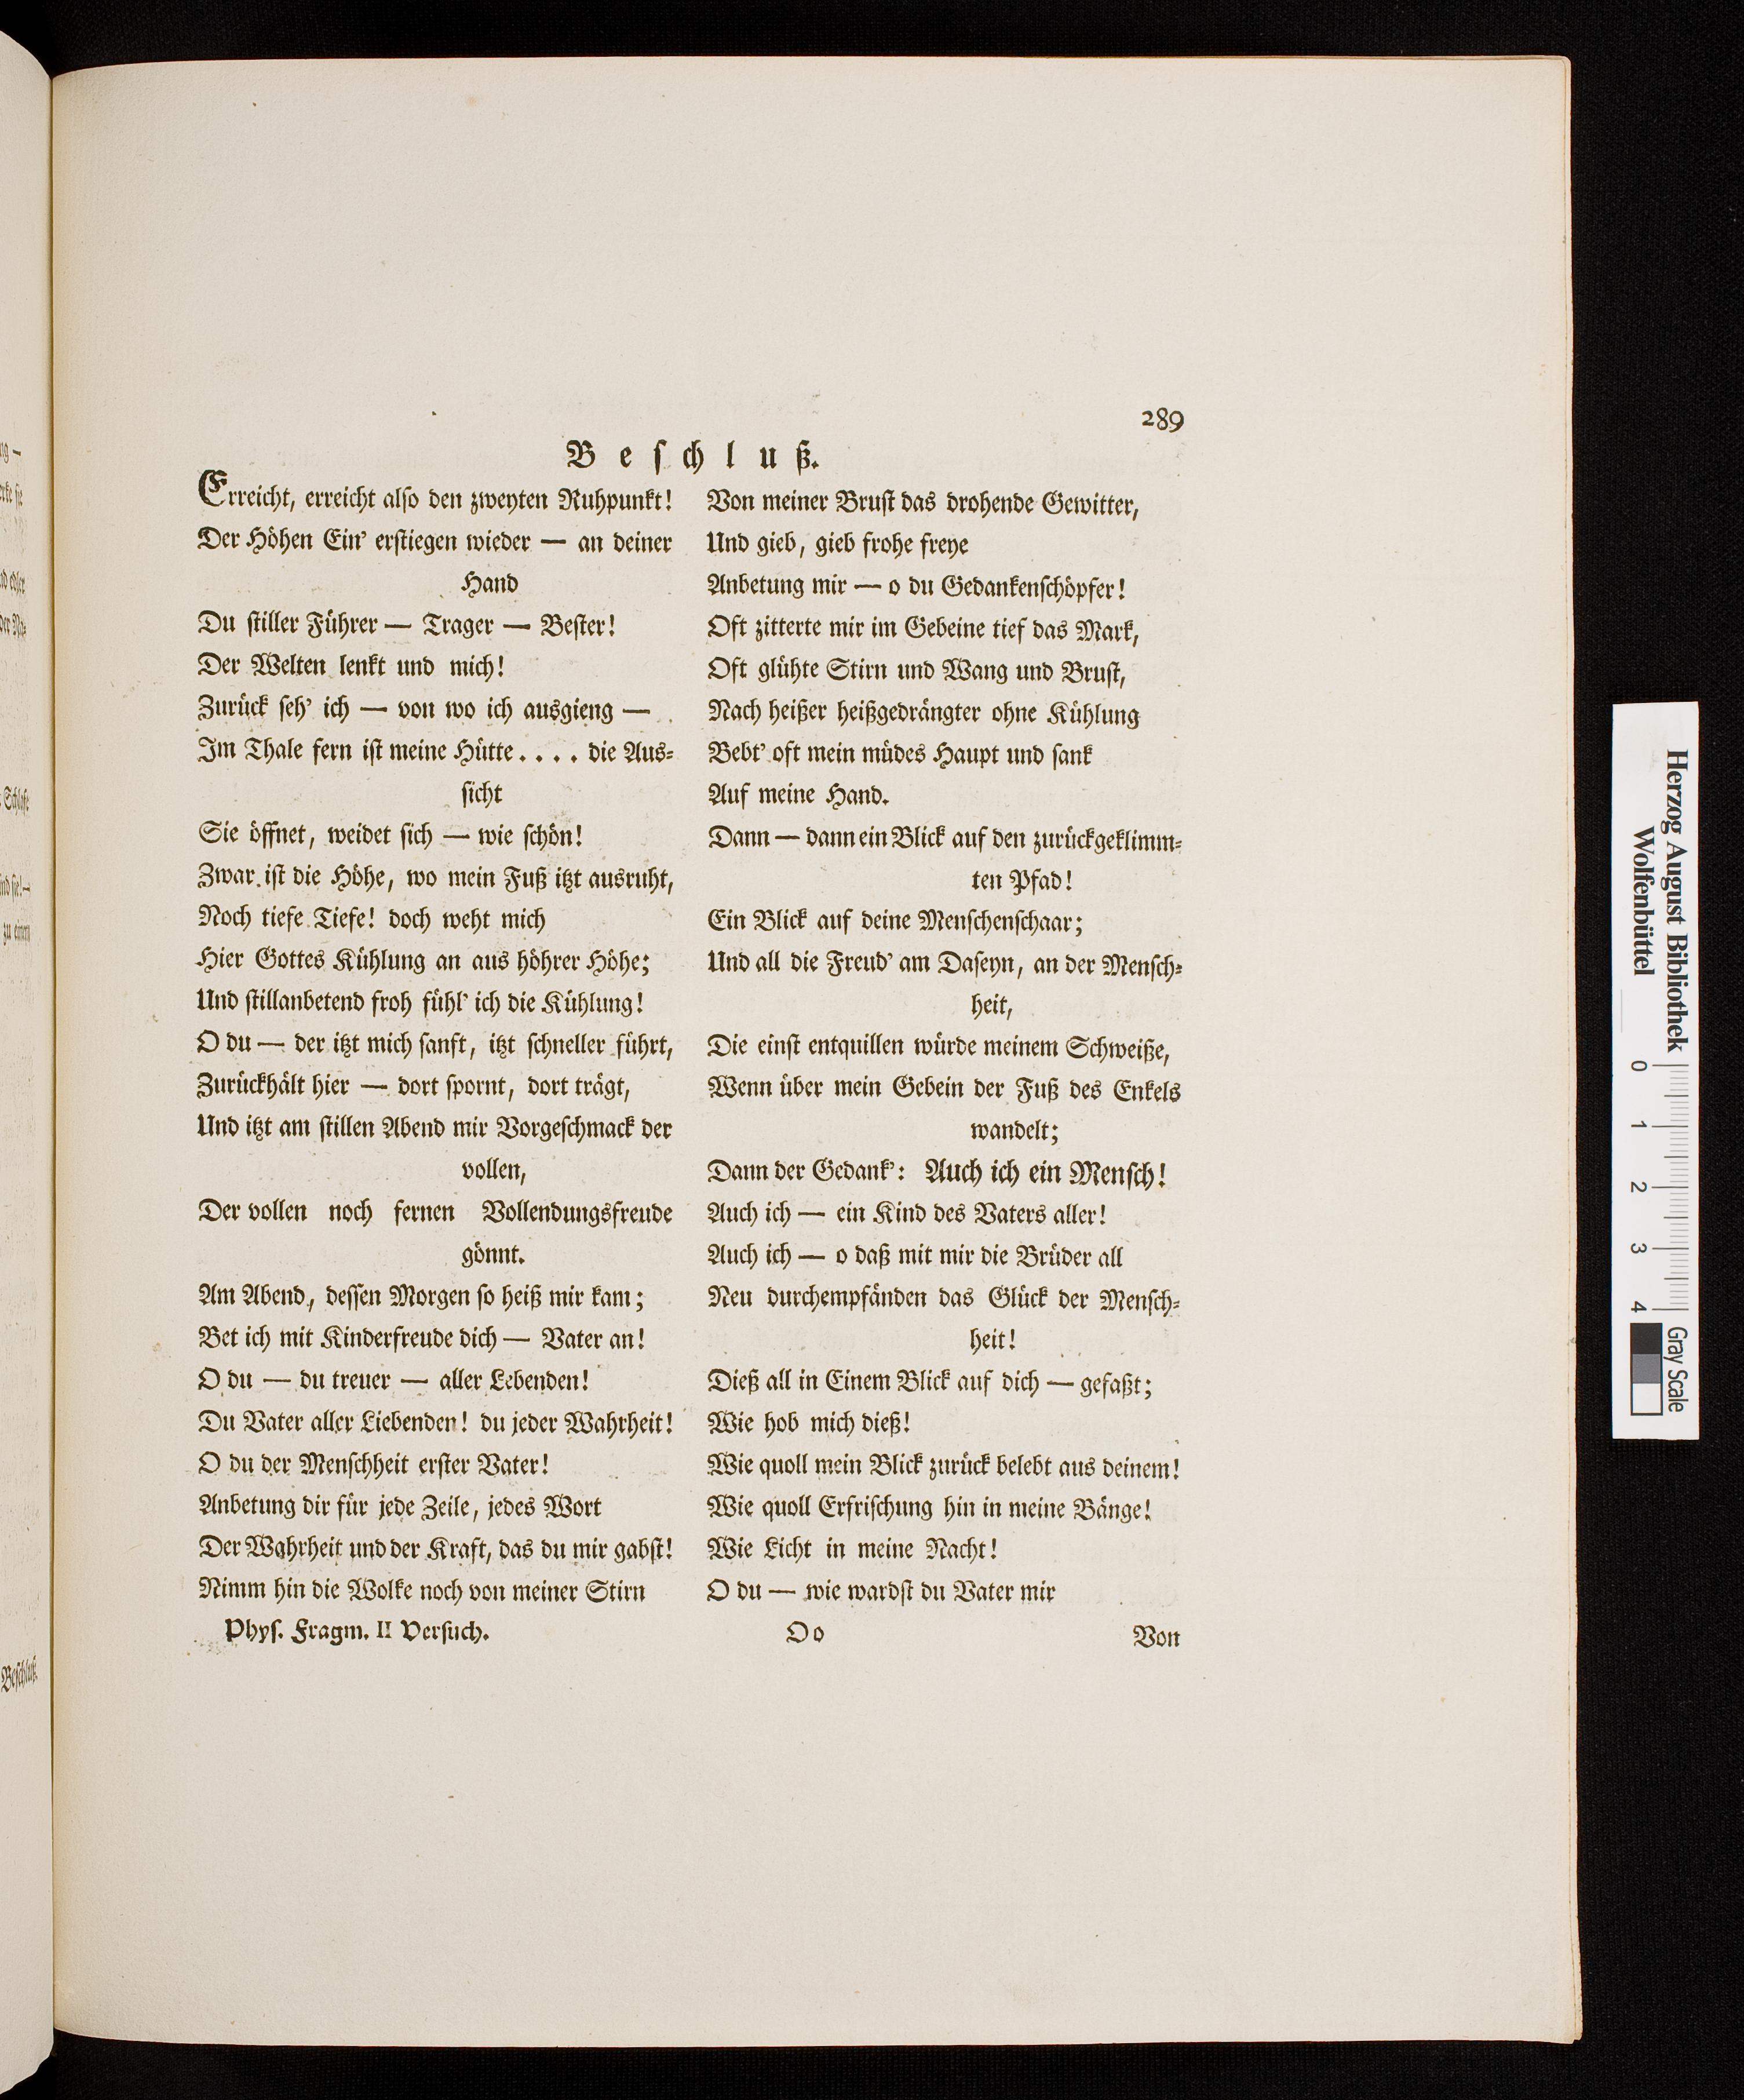 289
Beſchluß.
Erreicht, erreicht alſo den zweyten Ruhpunkt!
Der Höhen Ein' erſtiegen wieder — an deiner
Hand
Du ſtiller Führer — Trager — Beſter!
Der Welten lenkt und mich!
Zurück ſeh' ich — von wo ich ausgieng —
Im Thale fern iſt meine Hütte.... die Aus-
ſicht
Sie öffnet, weidet ſich — wie ſchön!
Zwar iſt die Höhe, wo mein Fuß itzt ausruht,
Noch tiefe Tiefe! doch weht mich
Hier Gottes Kühlung an aus höhrer Höhe;
Und ſtillanbetend froh fühl' ich die Kühlung!
O du — der itzt mich ſanft, itzt ſchneller führt,
Zurückhält hier — dort ſpornt, dort trägt,
Und itzt am ſtillen Abend mir Vorgeſchmack der
vollen,
Der vollen noch fernen Vollendungsfreude
gönnt.
Am Abend, deſſen Morgen ſo heiß mir kam;
Bet ich mit Kinderfreude dich — Vater an!
O du — du treuer — aller Lebenden!
Du Vater aller Liebenden! du jeder Wahrheit!
O du der Menſchheit erſter Vater!
Anbetung dir für jede Zeile, jedes Wort
Der Wahrheit und der Kraft, das du mir gabſt!
Nimm hin die Wolke noch von meiner Stirn
Von meiner Bruſt das drohende Gewitter,
Und gieb, gieb frohe freye
Anbetung mir — o du Gedankenſchöpfer!
Oft zitterte mir im Gebeine tief das Mark,
Oft glühte Stirn und Wang und Bruſt,
Nach heißer heißgedrängter ohne Kühlung
Bebt' oft mein müdes Haupt und ſank
Auf meine Hand.
Dann — dann ein Blick auf den zurückgeklimm-
ten Pfad!
Ein Blick auf deine Menſchenſchaar;
Und all die Freud' am Daſeyn, an der Menſch-
heit,
Die einſt entquillen würde meinem Schweiße,
Wenn über mein Gebein der Fuß des Enkels
wandelt;
Dann der Gedank': Auch ich ein Menſch!
Auch ich — ein Kind des Vaters aller!
Auch ich — o daß mit mir die Brüder all
Neu durchempfänden das Glück der Menſch-
heit!
Dieß all in Einem Blick auf dich — gefaßt;
Wie hob mich dieß!
Wie quoll mein Blick zurück belebt aus deinem!
Wie quoll Erfriſchung hin in meine Bänge!
Wie Licht in meine Nacht!
O du — wie wardſt du Vater mir
Phyſ. Fragm. II Verſuch.
Oo
Von
Beſchluß.
Herzog August Bibliothek
Wolfenbüttel
0 1 2 3 4
Gray Scale